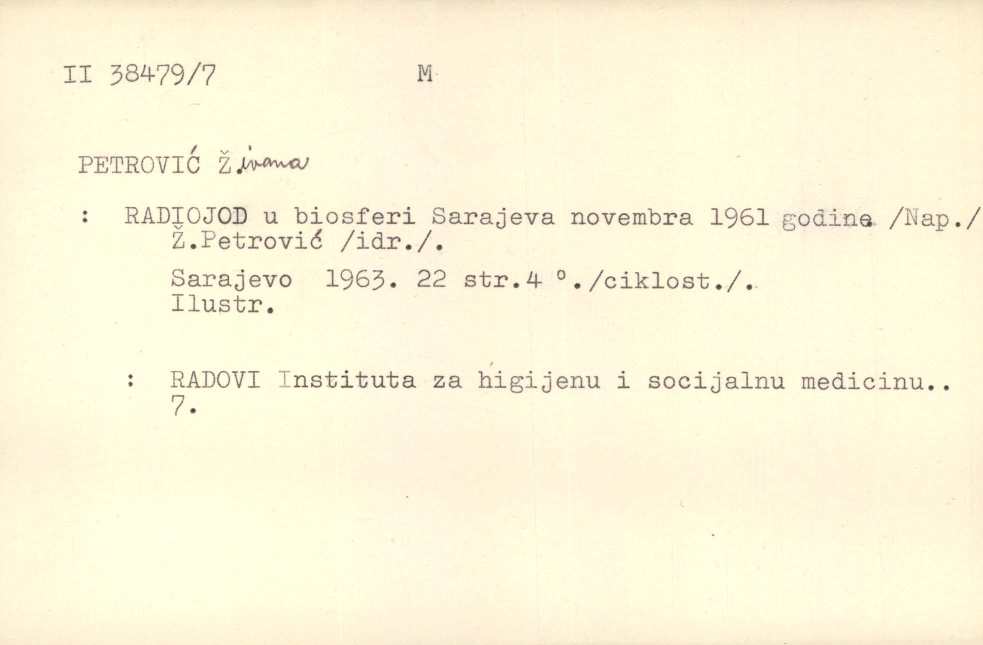 II 38479/7 M
PETROVIĆ Živana
: RADIOJOD u biosferi Sarajeva novembra 1961 godine /Nap./
Ž.Petrović /idr./.
Sarajevo 1963. 22 str.4 °./ciklost./.
Ilustr.
: RADOVI Instituta za higijenu i socijalnu medicinu..
7.